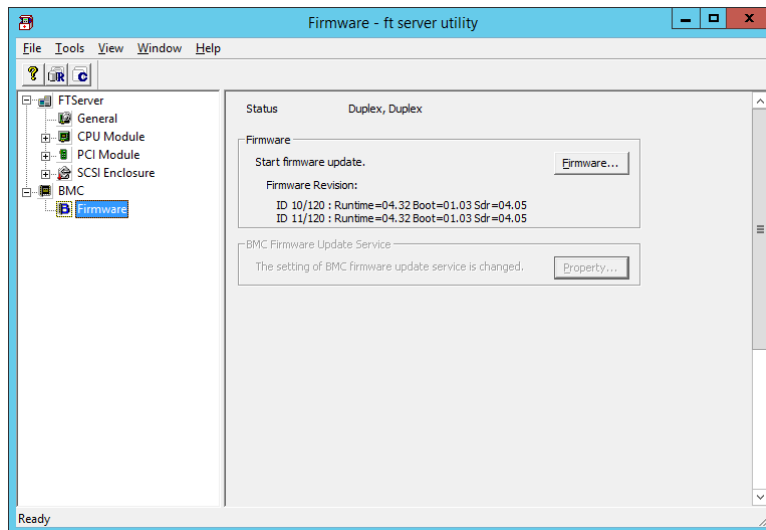 Firmware - ft server utility
File Tools View Window Help
FTServer
General
CPU Module
PCI Module
SCSI Enclosure
BMC
Firmware
Status Duplex, Duplex
Firmware
Start firmware update. Firmware...
Firmware Revision:
ID 10/120 : Runtime=04.32 Boot=01.03 Sdr=04.05
ID 11/120 : Runtime=04.32 Boot=01.03 Sdr=04.05
BMC Firmware Update Service
The setting of BMC firmware update service is changed. Property...
Ready